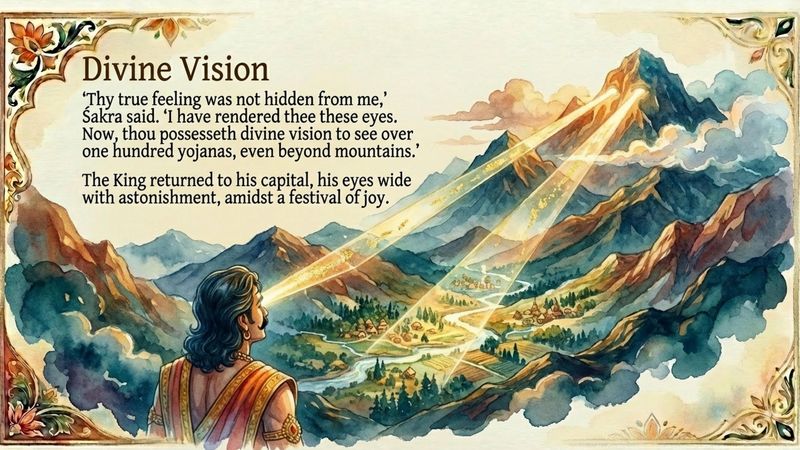 Divine Vision
‘Thy true feeling was not hidden from me,’
Śakra said. ‘I have rendered thee these eyes.
Now, thou possesseth divine vision to see over
one hundred yojanas, even beyond mountains.’
The King returned to his capital, his eyes wide
with astonishment, amidst a festival of joy.